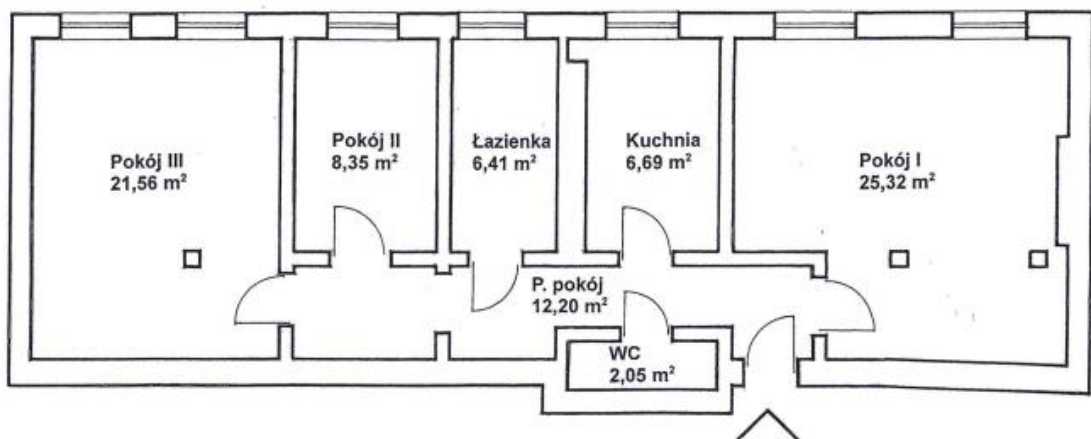 Pokój III
21,56 m²
Pokój II
8,35 m²
Łazienka
6,41 m²
Kuchnia
6,69 m²
Pokój I
25,32 m²
P. pokój
12,20 m²
WC
2,05 m²